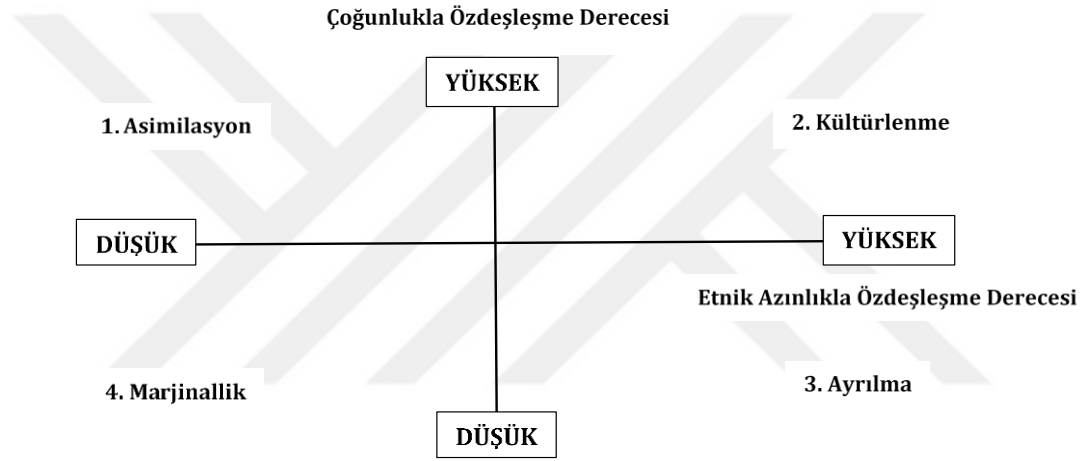 Çoğunlukla Özdeşleşme Derecesi
YÜKSEK
1. Asimilasyon
2. Kültürlenme
DÜŞÜK
YÜKSEK
Etnik Azınlıkla Özdeşleşme Derecesi
4. Marjinallik
3. Ayrılma
DÜŞÜK